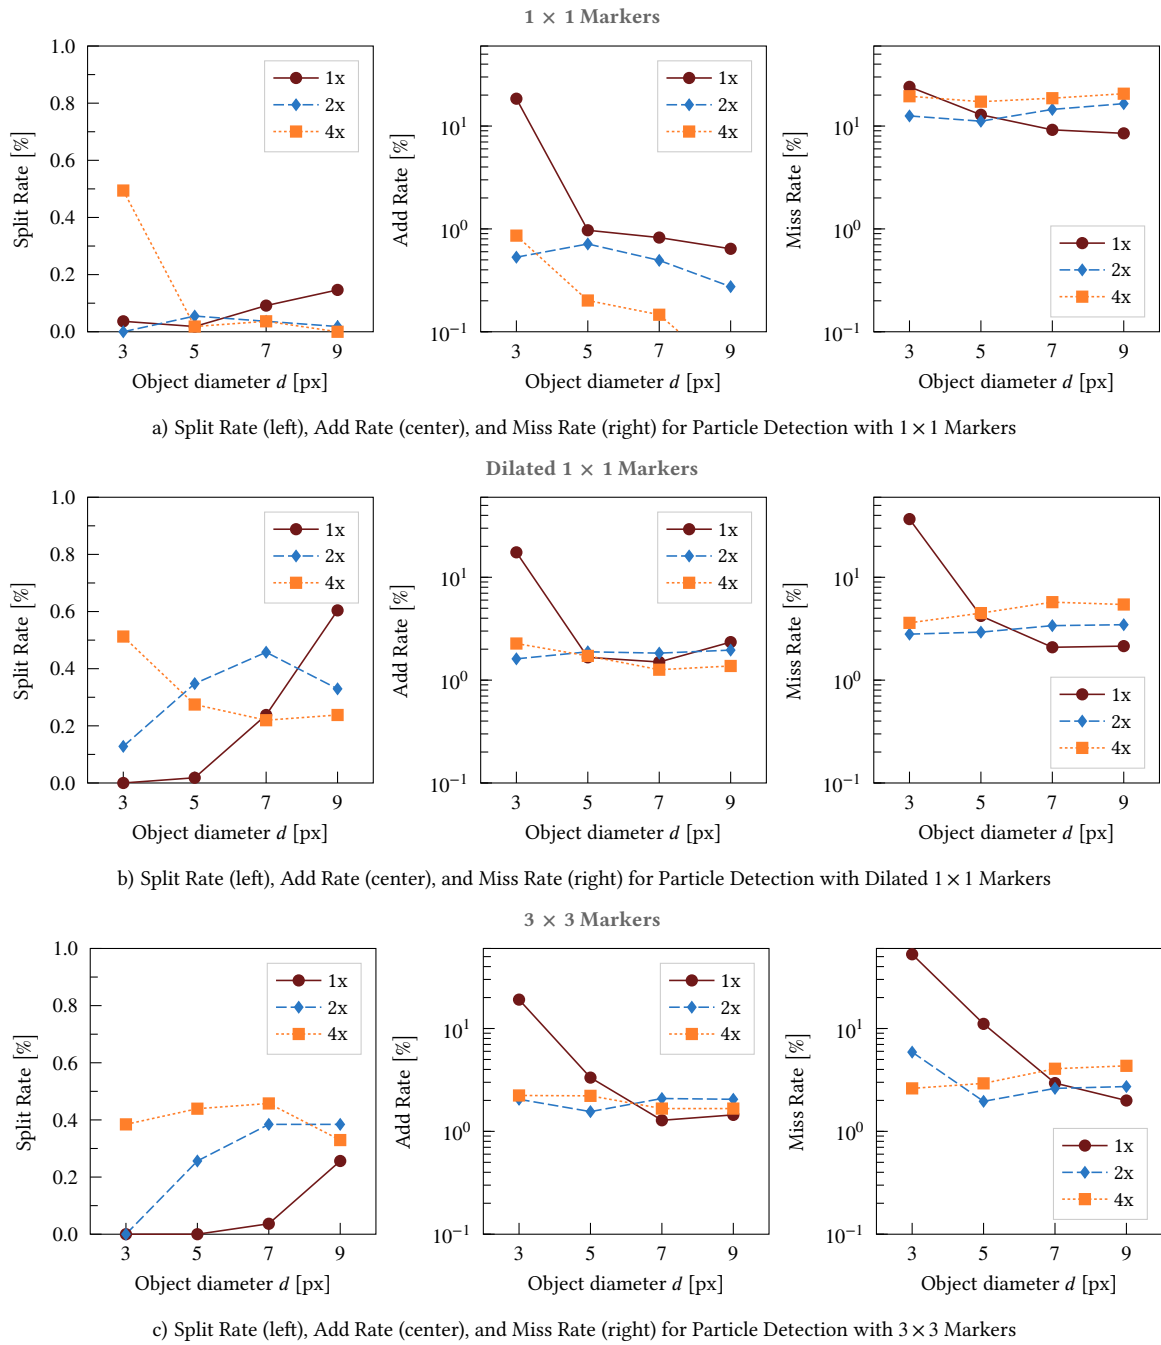 1 × 1 Markers
1.0
0.8
0.6
0.4
0.2
0.0
Split Rate [%]
1x
2x
4x
3 5 7 9
Object diameter d [px]
10¹
10⁰
10⁻¹
Add Rate [%]
1x
2x
4x
3 5 7 9
Object diameter d [px]
10¹
10⁰
10⁻¹
Miss Rate [%]
1x
2x
4x
3 5 7 9
Object diameter d [px]
a) Split Rate (left), Add Rate (center), and Miss Rate (right) for Particle Detection with 1×1 Markers
Dilated 1 × 1 Markers
1.0
0.8
0.6
0.4
0.2
0.0
Split Rate [%]
1x
2x
4x
3 5 7 9
Object diameter d [px]
10¹
10⁰
10⁻¹
Add Rate [%]
1x
2x
4x
3 5 7 9
Object diameter d [px]
10¹
10⁰
10⁻¹
Miss Rate [%]
1x
2x
4x
3 5 7 9
Object diameter d [px]
b) Split Rate (left), Add Rate (center), and Miss Rate (right) for Particle Detection with Dilated 1×1 Markers
3 × 3 Markers
1.0
0.8
0.6
0.4
0.2
0.0
Split Rate [%]
1x
2x
4x
3 5 7 9
Object diameter d [px]
10¹
10⁰
10⁻¹
Add Rate [%]
1x
2x
4x
3 5 7 9
Object diameter d [px]
10¹
10⁰
10⁻¹
Miss Rate [%]
1x
2x
4x
3 5 7 9
Object diameter d [px]
c) Split Rate (left), Add Rate (center), and Miss Rate (right) for Particle Detection with 3×3 Markers